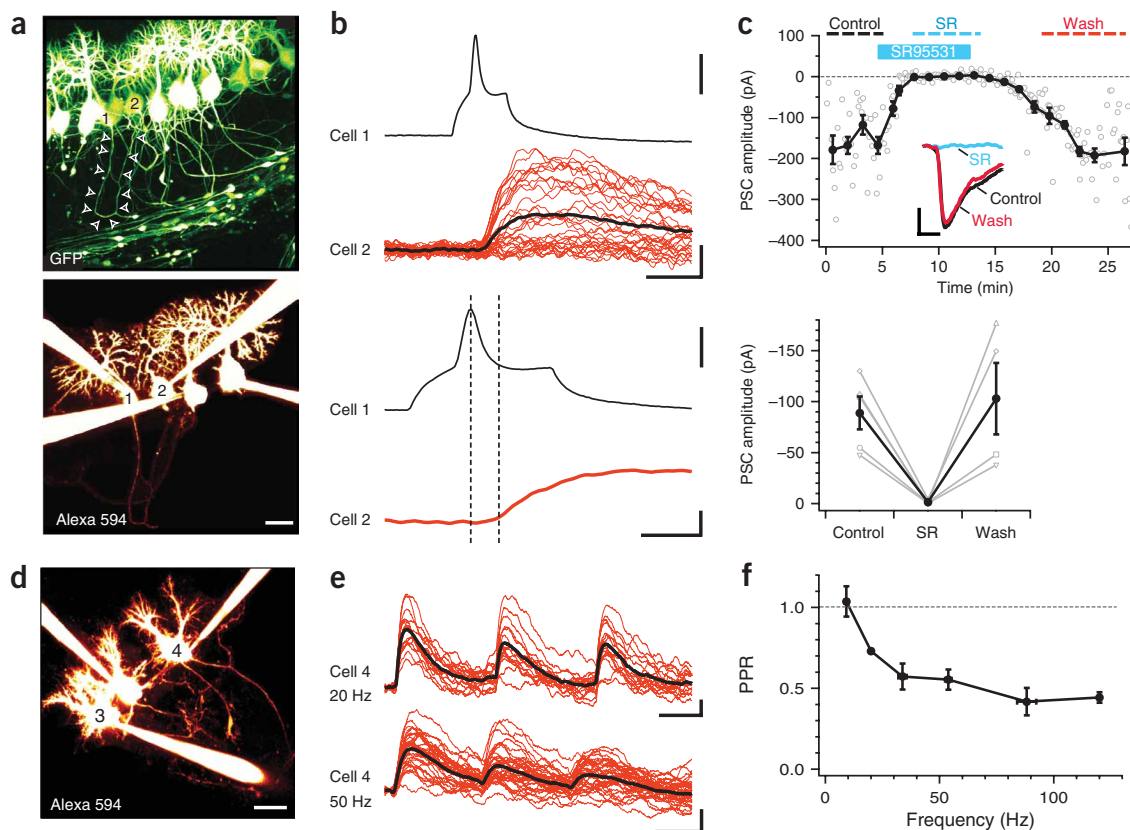 a
1
2
GFP
1
2
Alexa 594
b
Cell 1
Cell 2
Cell 1
Cell 2
c
Control
SR
Wash
SR95531
100
0
−100
−200
−300
−400
PSC amplitude (pA)
SR
Control
Wash
0
5
10
15
20
25
Time (min)
−150
−100
−50
0
PSC amplitude (pA)
Control
SR
Wash
d
4
3
Alexa 594
e
Cell 4
20 Hz
Cell 4
50 Hz
f
1.0
0.5
0.0
PPR
0
50
100
Frequency (Hz)